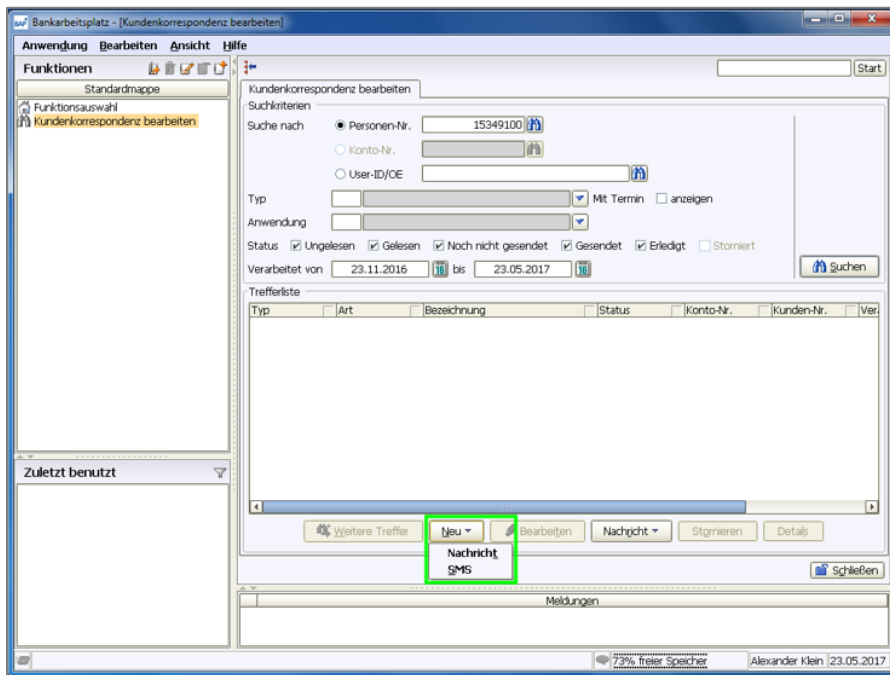 Bankarbeitsplatz - [Kundenkorrespondenz bearbeiten]
Anwendung Bearbeiten Ansicht Hilfe
Funktionen
Start
Standardmappe
Funktionsauswahl
Kundenkorrespondenz bearbeiten
Kundenkorrespondenz bearbeiten
Suchkriterien
Suche nach Personen-Nr. 15349100
Konto-Nr.
User-ID/OE
Typ Mit Termin anzeigen
Anwendung
Status Ungelesen Gelesen Noch nicht gesendet Gesendet Erledigt Storniert
Verarbeitet von 23.11.2016 16 bis 23.05.2017 16 Suchen
Trefferliste
Typ Art Bezeichnung Status Konto-Nr. Kunden-Nr. Ver
Zuletzt benutzt
Weitere Treffer Neu Bearbeiten Nachricht Stornieren Details
Nachricht
SMS
Schließen
Meldungen
73% freier Speicher Alexander Klein 23.05.2017